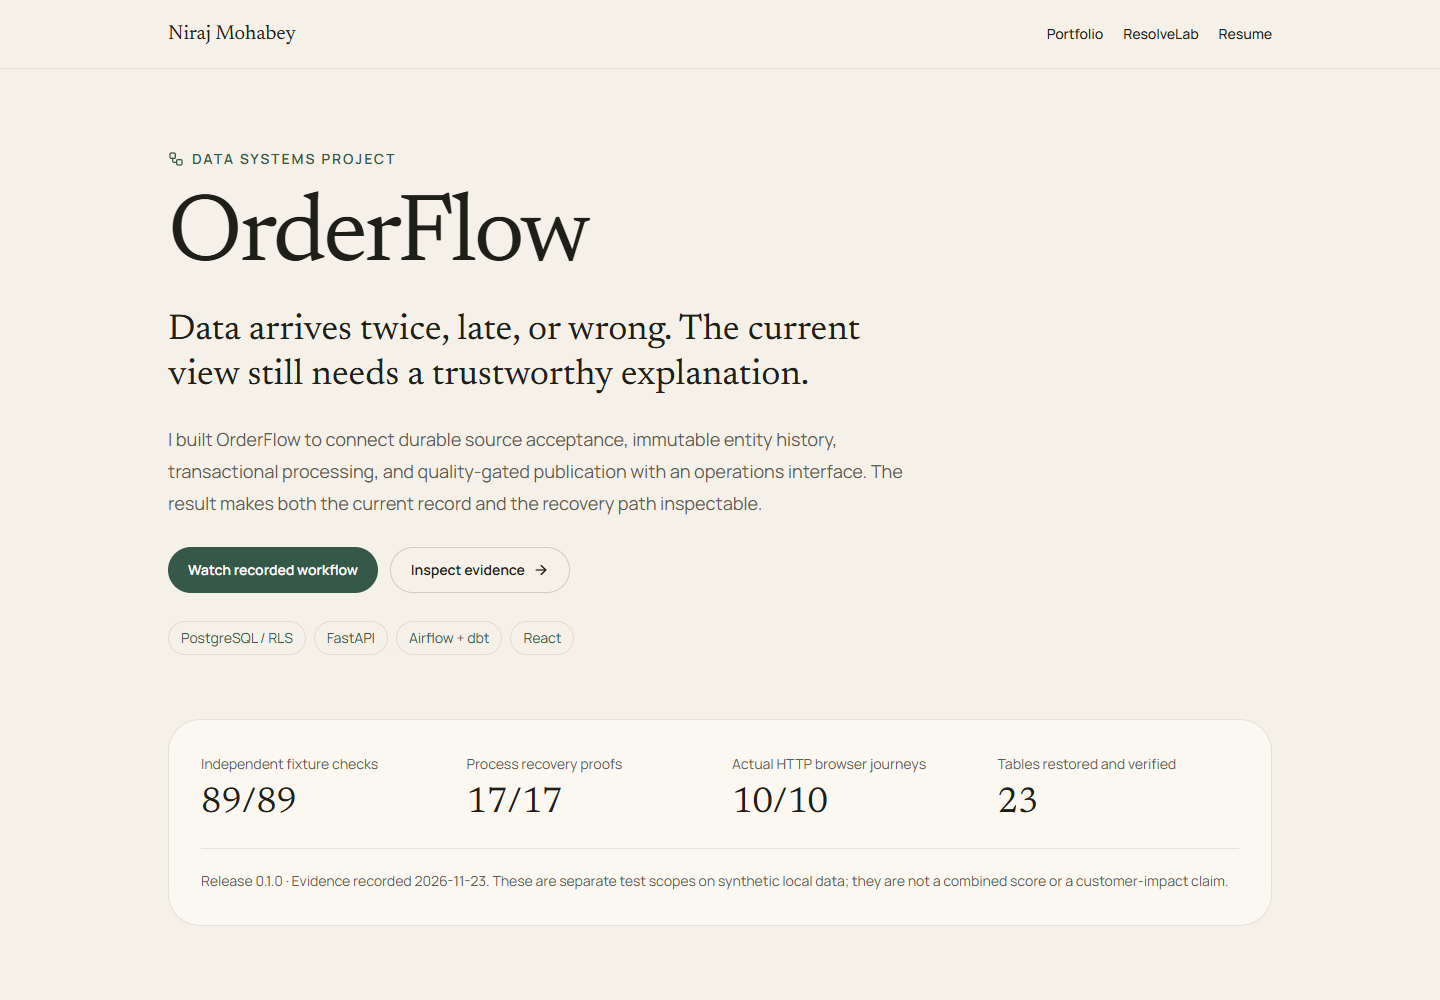 Niraj Mohabey
Portfolio ResolveLab Resume
DATA SYSTEMS PROJECT
OrderFlow
Data arrives twice, late, or wrong. The current
view still needs a trustworthy explanation.
I built OrderFlow to connect durable source acceptance, immutable entity history,
transactional processing, and quality-gated publication with an operations interface. The
result makes both the current record and the recovery path inspectable.
Watch recorded workflow
Inspect evidence →
PostgreSQL / RLS
FastAPI
Airflow + dbt
React
Independent fixture checks
89/89
Process recovery proofs
17/17
Actual HTTP browser journeys
10/10
Tables restored and verified
23
Release 0.1.0 · Evidence recorded 2026-11-23. These are separate test scopes on synthetic local data; they are not a combined score or a customer-impact claim.